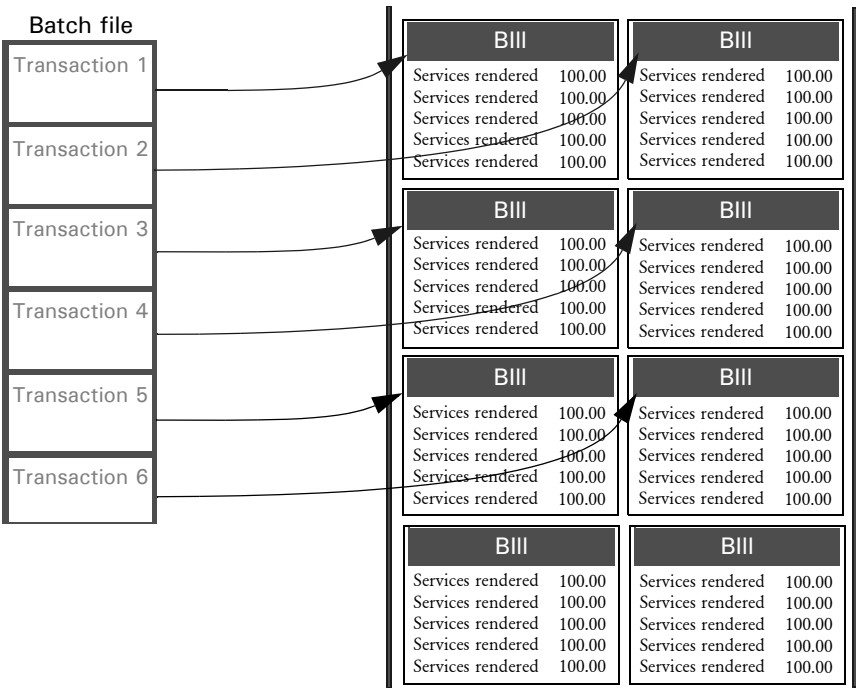 Batch file
Transaction 1
Transaction 2
Transaction 3
Transaction 4
Transaction 5
Transaction 6
BIll
Services rendered 100.00
Services rendered 100.00
Services rendered 100.00
Services rendered 100.00
Services rendered 100.00
BIll
Services rendered 100.00
Services rendered 100.00
Services rendered 100.00
Services rendered 100.00
Services rendered 100.00
BIll
Services rendered 100.00
Services rendered 100.00
Services rendered 100.00
Services rendered 100.00
Services rendered 100.00
BIll
Services rendered 100.00
Services rendered 100.00
Services rendered 100.00
Services rendered 100.00
Services rendered 100.00
BIll
Services rendered 100.00
Services rendered 100.00
Services rendered 100.00
Services rendered 100.00
Services rendered 100.00
BIll
Services rendered 100.00
Services rendered 100.00
Services rendered 100.00
Services rendered 100.00
Services rendered 100.00
BIll
Services rendered 100.00
Services rendered 100.00
Services rendered 100.00
Services rendered 100.00
Services rendered 100.00
BIll
Services rendered 100.00
Services rendered 100.00
Services rendered 100.00
Services rendered 100.00
Services rendered 100.00